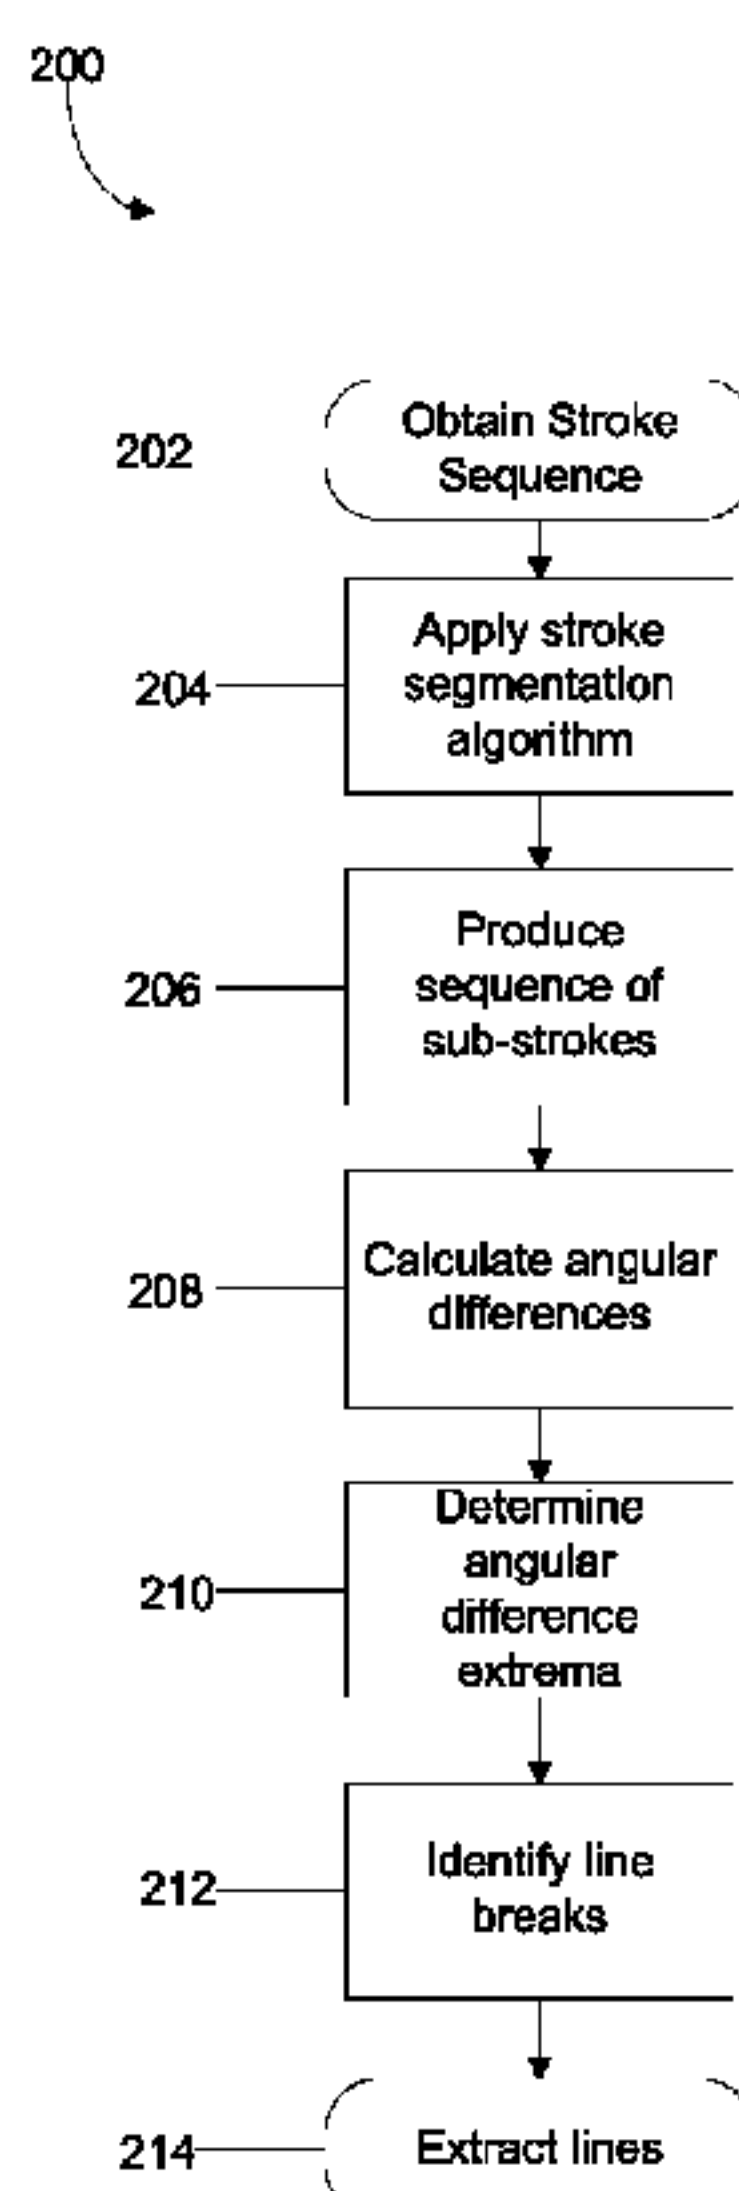 200
202
Obtain Stroke
Sequence
204
Apply stroke
segmentation
algorithm
206
Produce
sequence of
sub-strokes
208
Calculate angular
differences
210
Determine
angular
difference
extrema
212
Identify line
breaks
214
Extract lines